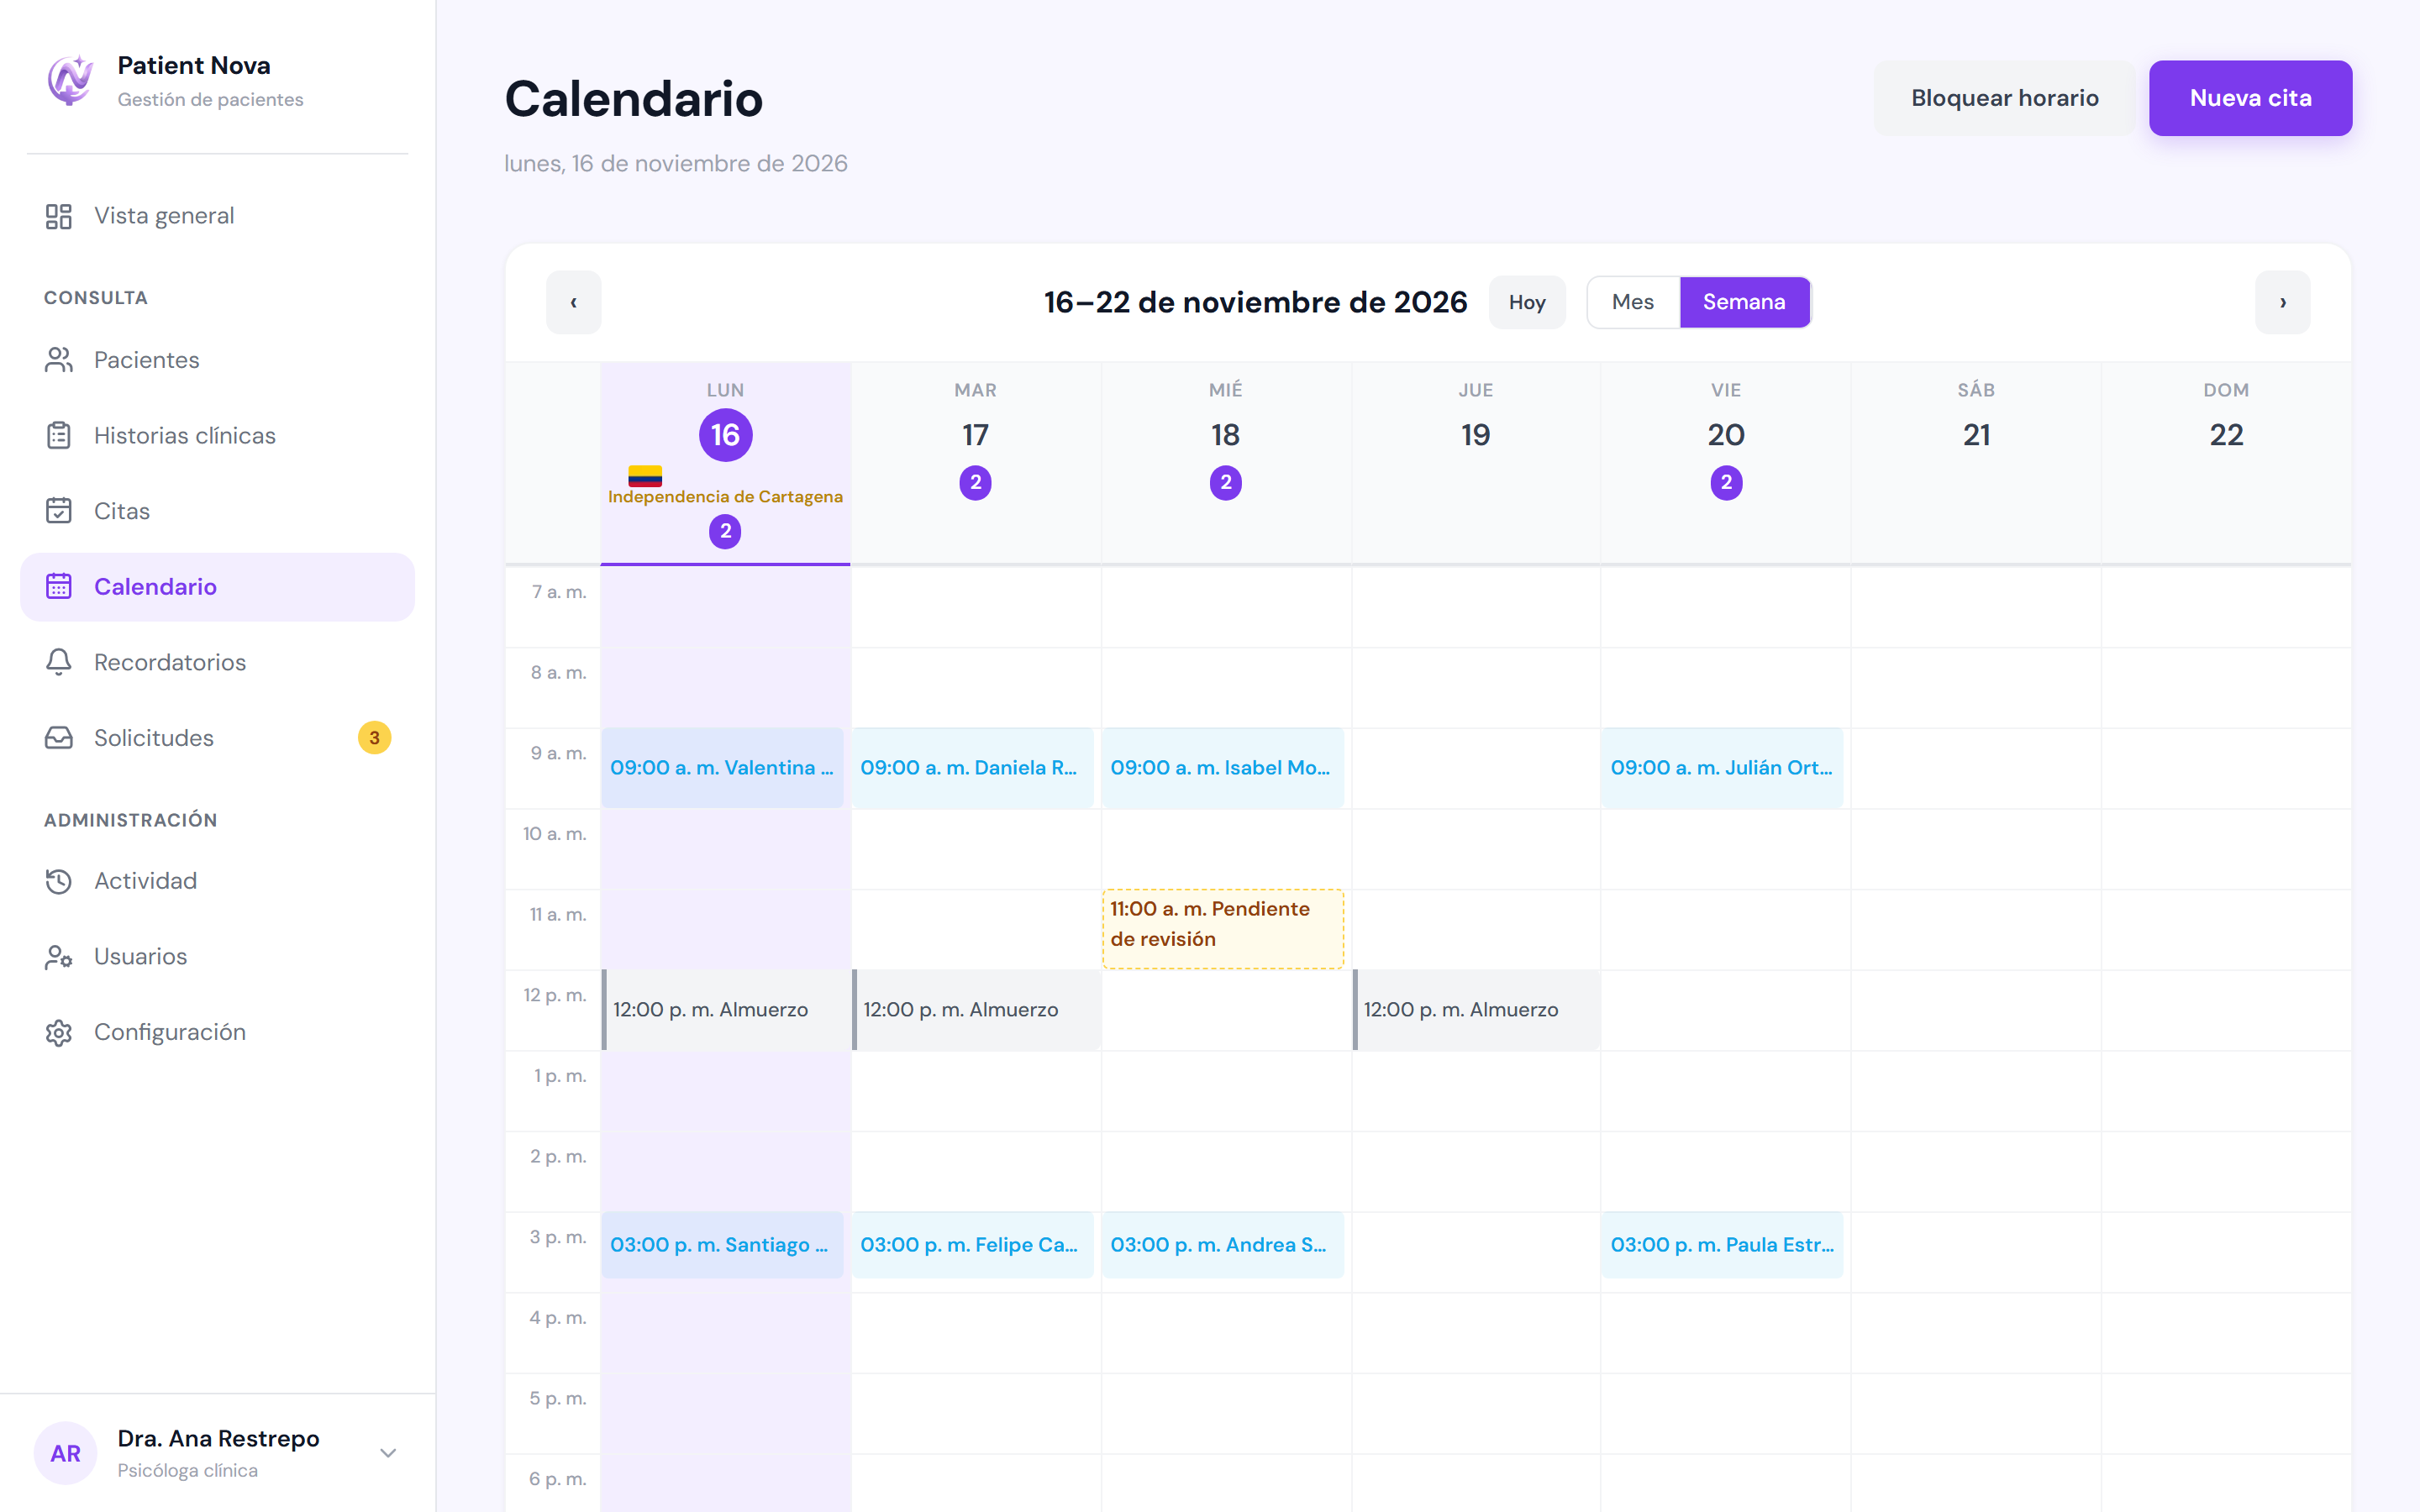 Patient Nova
Gestión de pacientes
Vista general
CONSULTA
Pacientes
Historias clínicas
Citas
Calendario
Recordatorios
Solicitudes
3
ADMINISTRACIÓN
Actividad
Usuarios
Configuración
AR
Dra. Ana Restrepo
Psicóloga clínica
Calendario
lunes, 16 de noviembre de 2026
Bloquear horario
Nueva cita
‹
16–22 de noviembre de 2026
Hoy
Mes
Semana
›
LUN
16
Independencia de Cartagena
2
MAR
17
2
MIÉ
18
2
JUE
19
VIE
20
2
SÁB
21
DOM
22
7 a. m.
8 a. m.
9 a. m.
09:00 a. m. Valentina ...
09:00 a. m. Daniela R...
09:00 a. m. Isabel Mo...
09:00 a. m. Julián Ort...
10 a. m.
11 a. m.
11:00 a. m. Pendiente
de revisión
12 p. m.
12:00 p. m. Almuerzo
12:00 p. m. Almuerzo
12:00 p. m. Almuerzo
1 p. m.
2 p. m.
3 p. m.
03:00 p. m. Santiago ...
03:00 p. m. Felipe Ca...
03:00 p. m. Andrea S...
03:00 p. m. Paula Estr...
4 p. m.
5 p. m.
6 p. m.